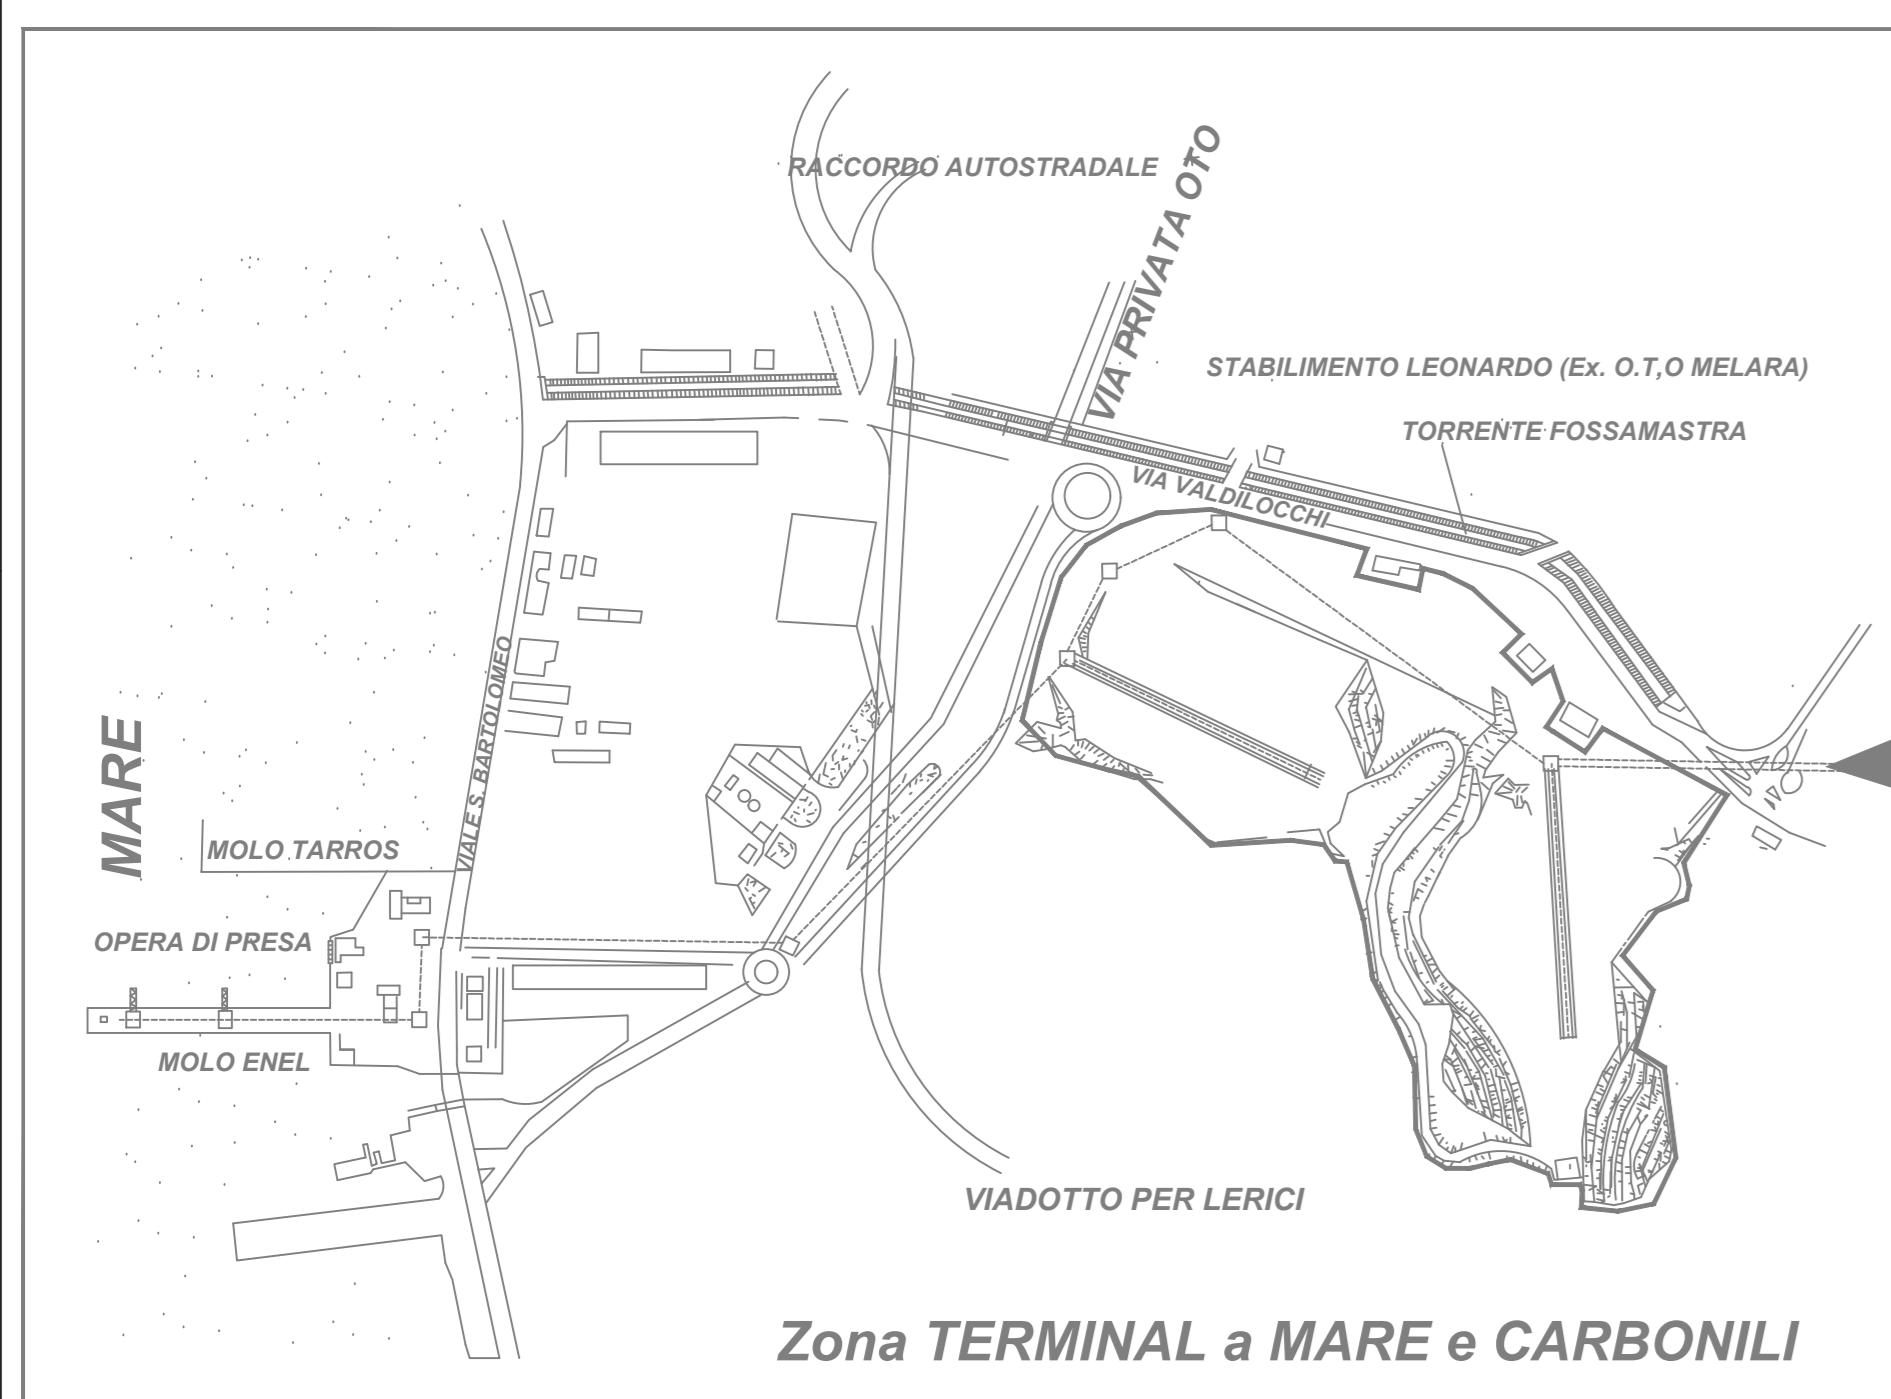 RACCORDO AUTOSTRADALE
VIA PRIVATA OTO
STABILIMENTO LEONARDO (Ex. O.T,O MELARA)
TORRENTE FOSSAMASTRA
VIA VALDILOCCHI
VIALE S. BARTOLOMEO
MARE
MOLO TARROS
OPERA DI PRESA
MOLO ENEL
VIADOTTO PER LERICI
Zona TERMINAL a MARE e CARBONILI